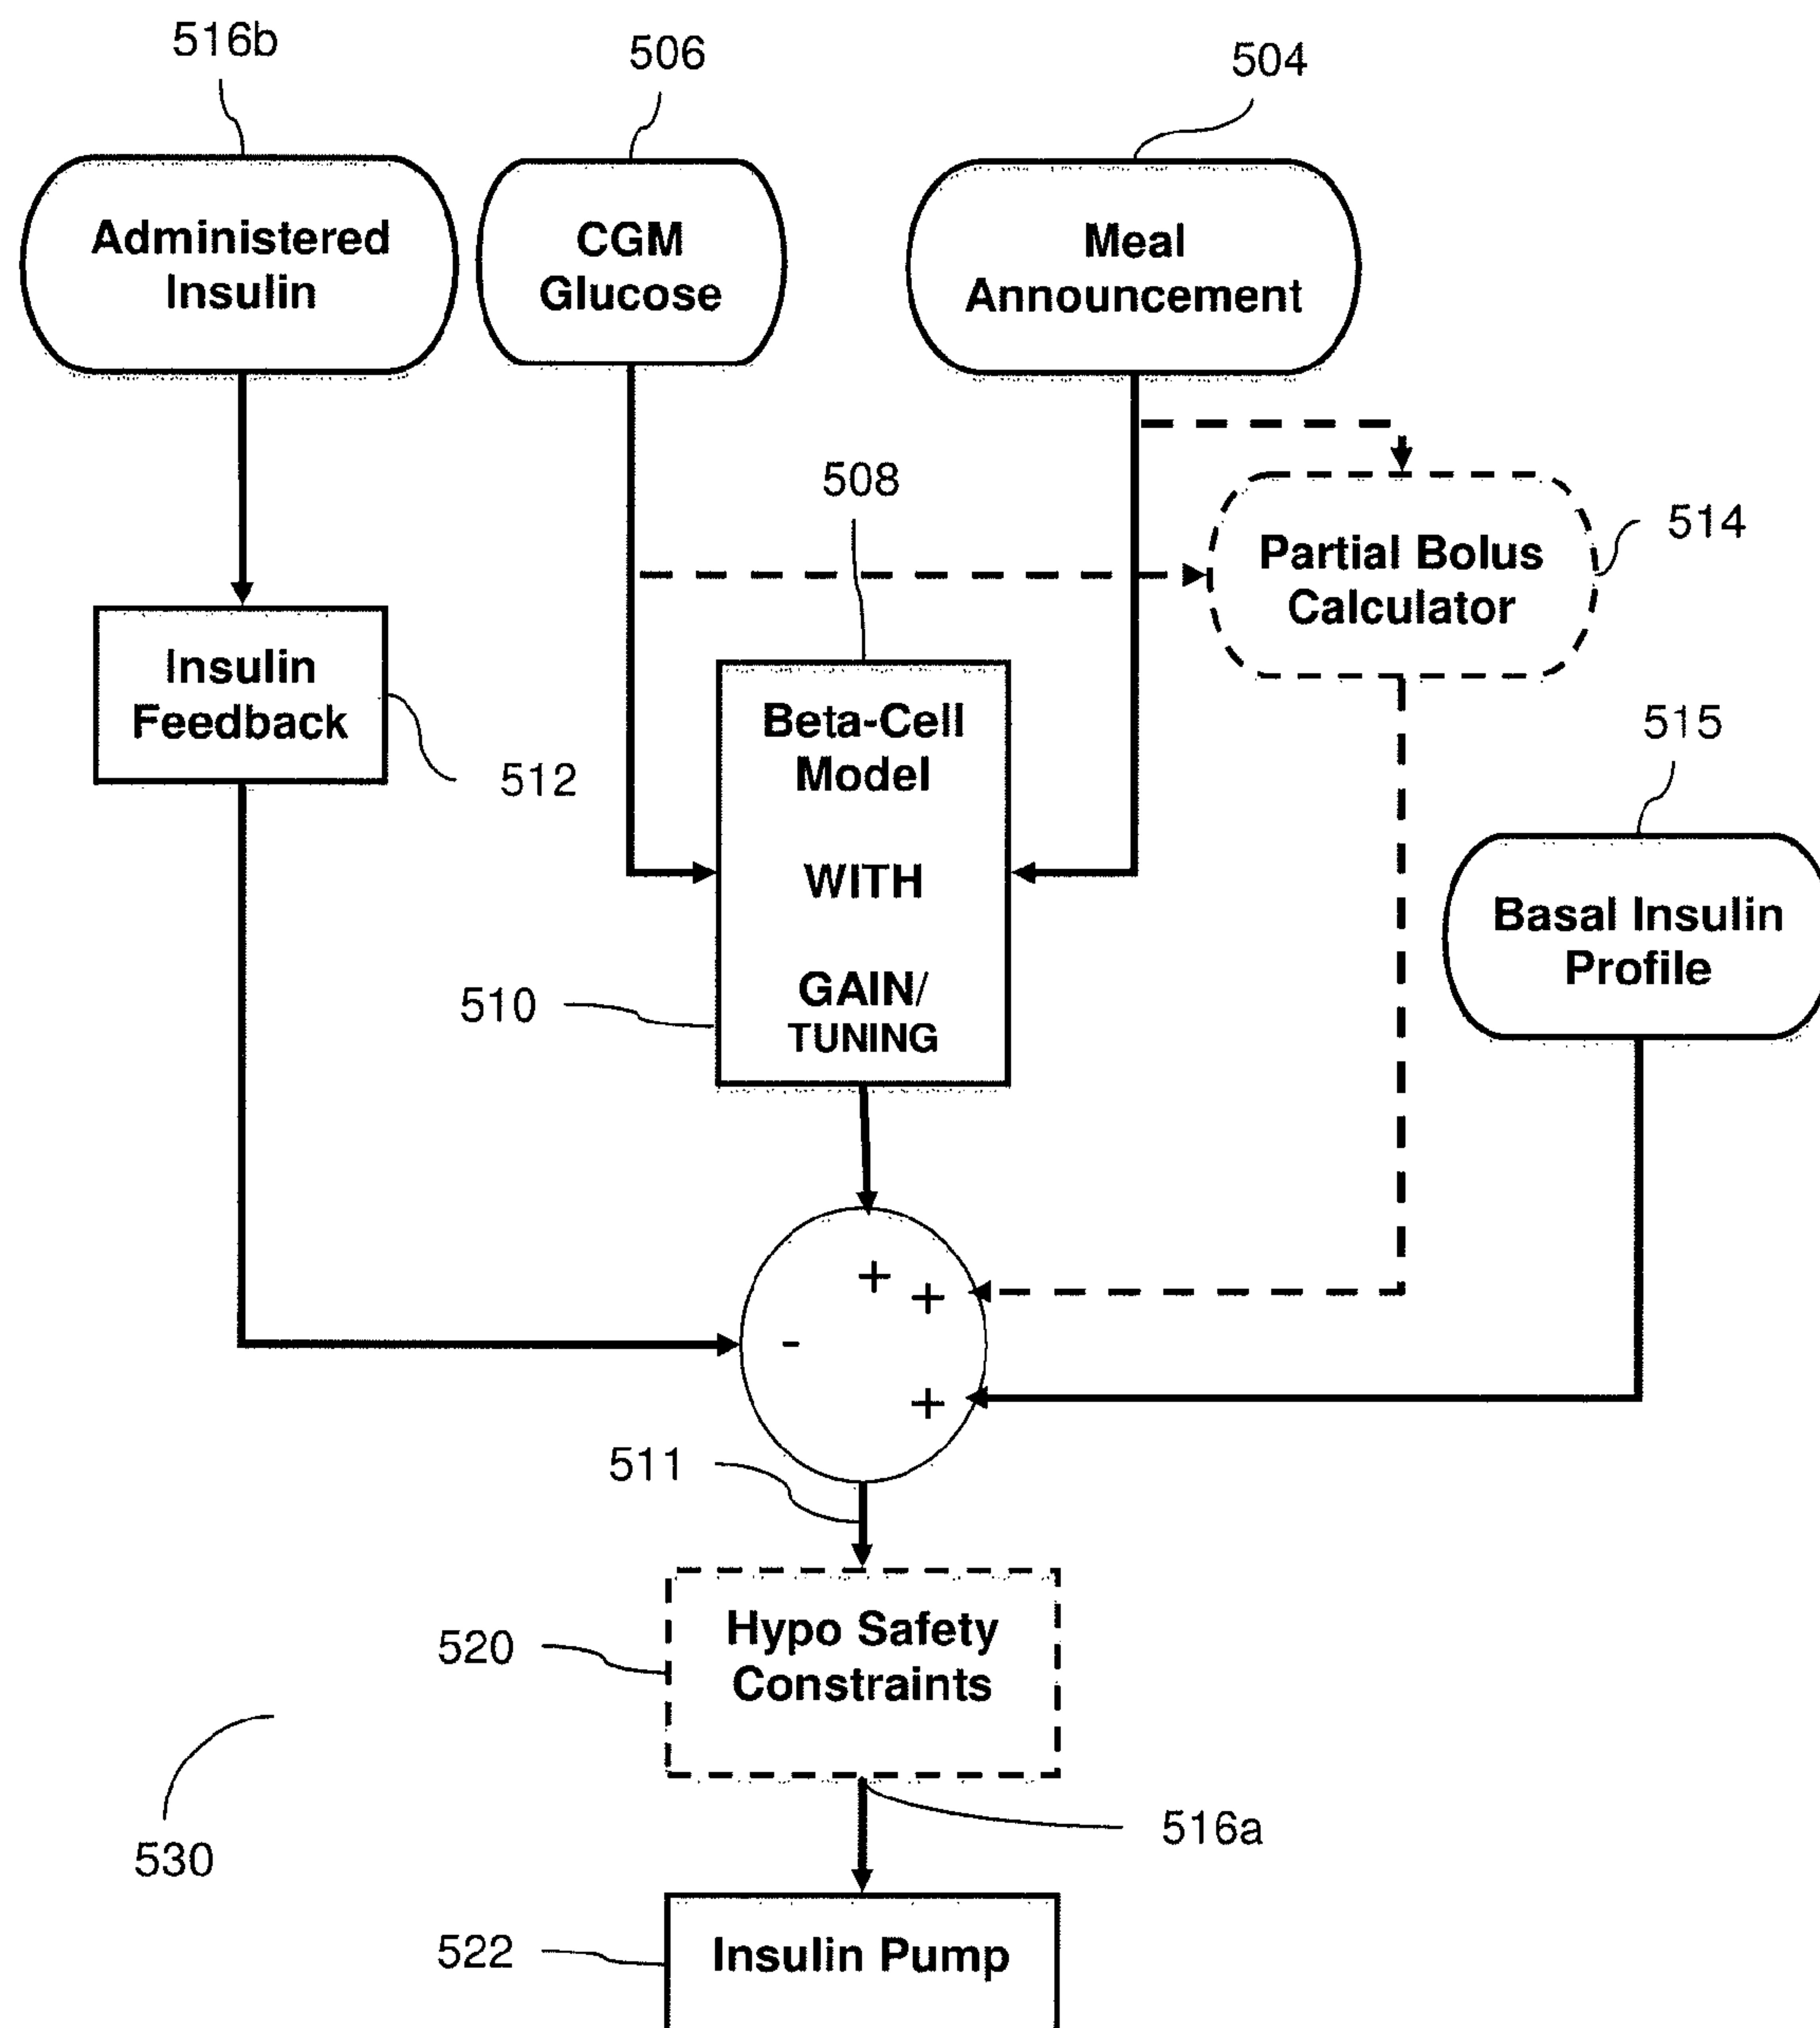 516b
506
504
Administered
Insulin
CGM
Glucose
Meal
Announcement
508
514
Partial Bolus
Calculator
Insulin
Feedback
512
Beta-Cell
Model
WITH
GAIN/
TUNING
510
515
Basal Insulin
Profile
+
+
-
+
511
520
Hypo Safety
Constraints
530
516a
522
Insulin Pump